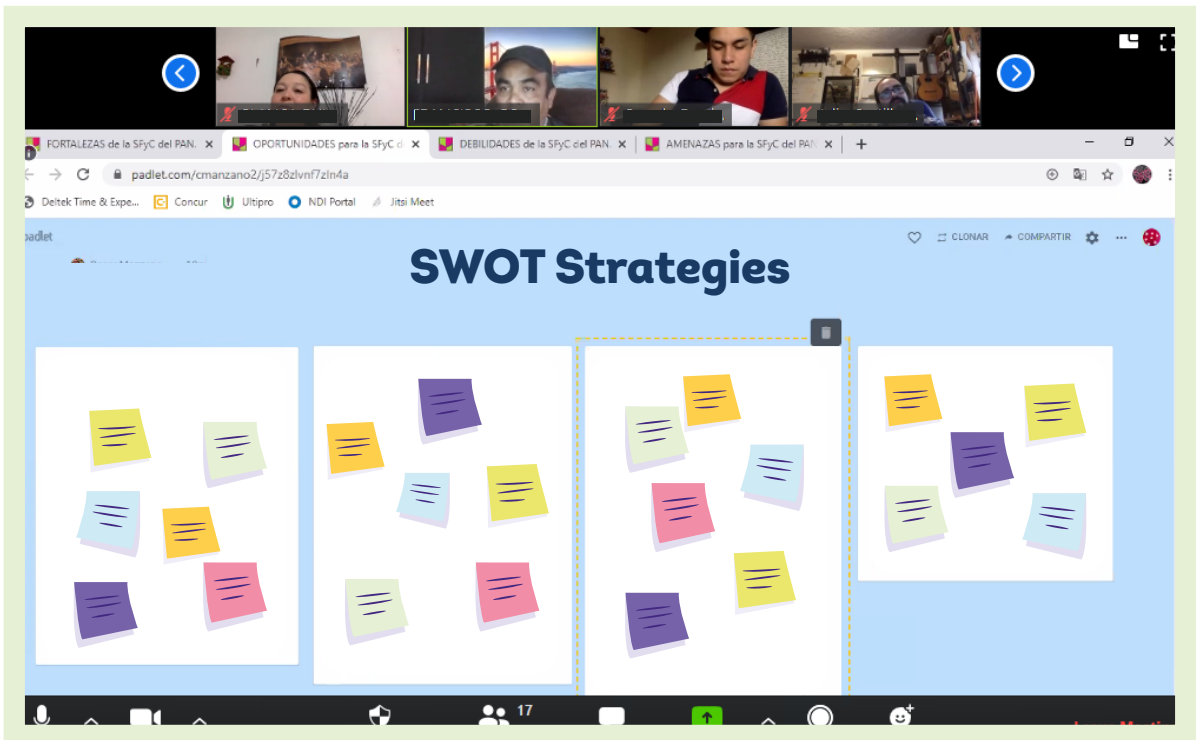 FORTALEZAS de la SFyC del PAN.
OPORTUNIDADES para la SFyC d
DEBILIDADES de la SFyC del PAN.
AMENAZAS para la SFyC del PAN
padlet.com/cmanzano2/j57z8zlvnf7zln4a
Deltek Time & Expe... Concur Ultipro NDI Portal Jitsi Meet
padlet
CLONAR COMPARTIR
SWOT Strategies
17